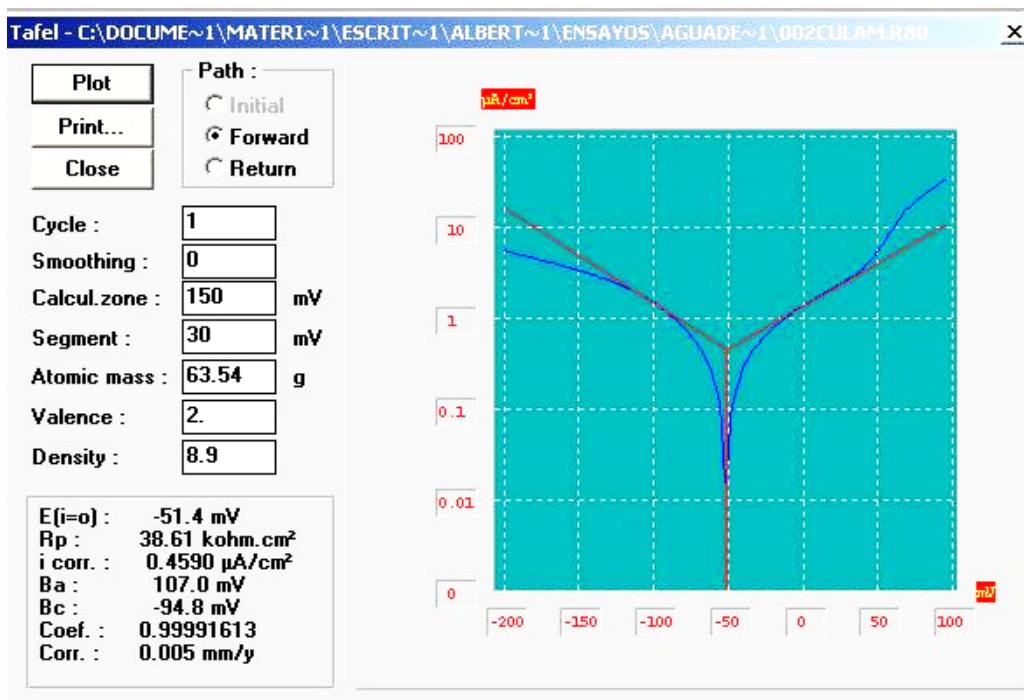 Tafel - C:\DOCUME~1\MATERI~1\ESCRIT~1\ALBERT~1\ENSAYOS\AGUADE~1\002CULAM.R80
Plot
Print...
Close
Path :
Initial
Forward
Return
Cycle : 1
Smoothing : 0
Calcul.zone : 150 mV
Segment : 30 mV
Atomic mass : 63.54 g
Valence : 2.
Density : 8.9
E(i=o) : -51.4 mV
Rp : 38.61 kohm.cm²
i corr. : 0.4590 µA/cm²
Ba : 107.0 mV
Bc : -94.8 mV
Coef. : 0.99991613
Corr. : 0.005 mm/y
µA/cm²
100
10
1
0.1
0.01
0
mV
-200 -150 -100 -50 0 50 100